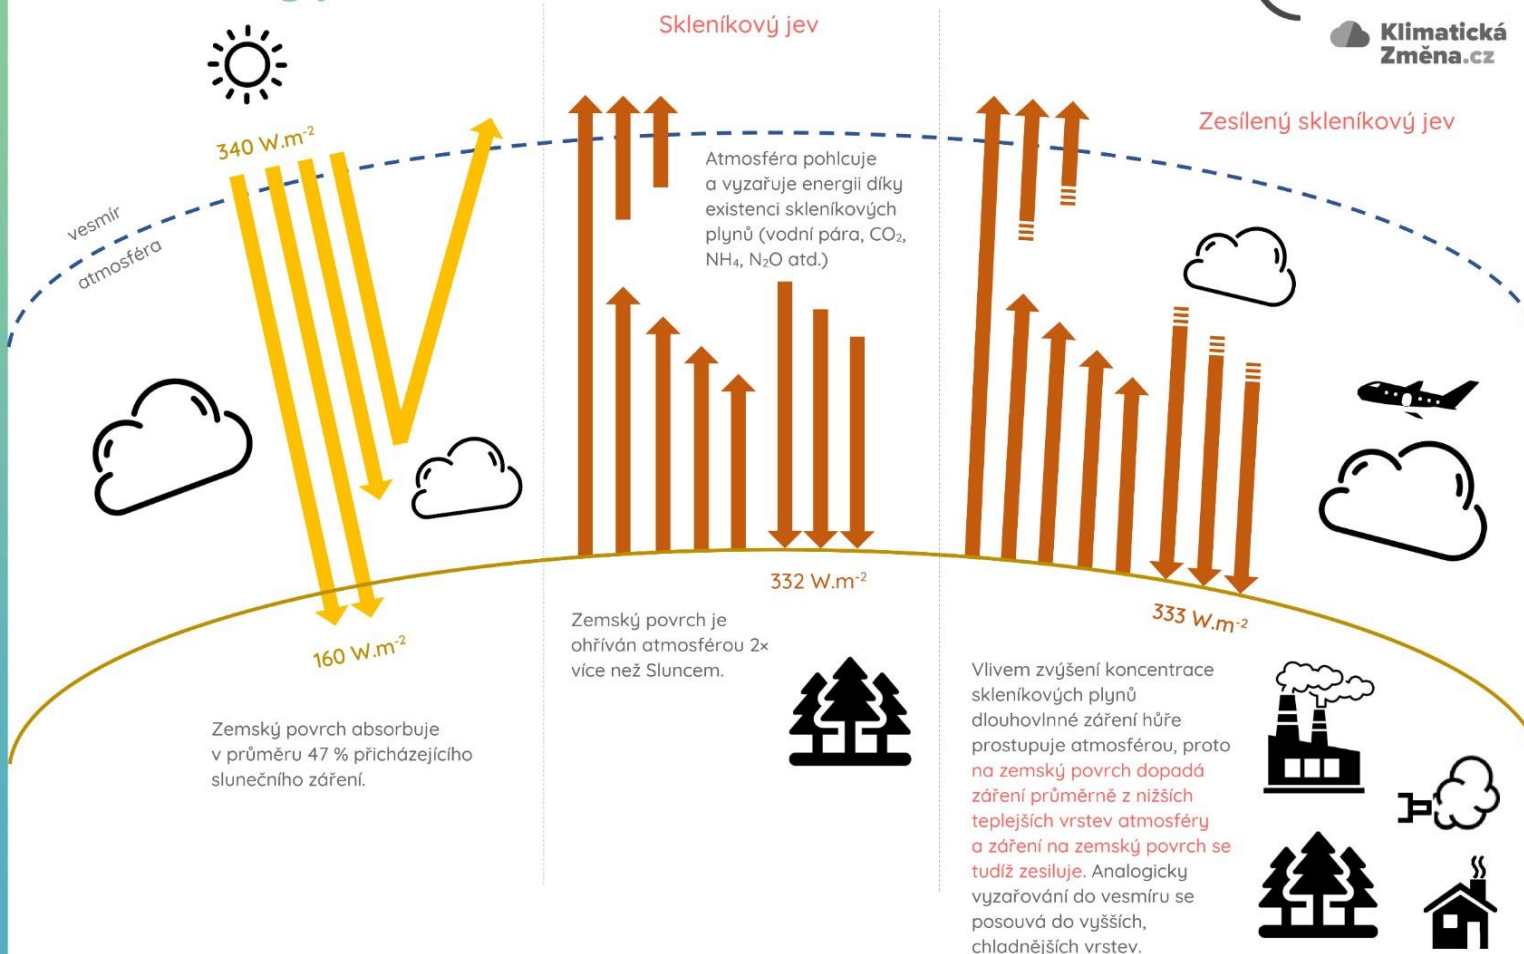 Skleníkový jev
Klimatická
Změna.cz
Zesílený skleníkový jev
340 W.m⁻²
vesmír
atmosféra
160 W.m⁻²
Zemský povrch absorbuje
v průměru 47 % přicházejícího
slunečního záření.
Atmosféra pohlcuje
a vyzařuje energii díky
existenci skleníkových
plynů (vodní pára, CO₂,
NH₄, N₂O atd.)
332 W.m⁻²
Zemský povrch je
ohříván atmosférou 2×
více než Sluncem.
333 W.m⁻²
Vlivem zvýšení koncentrace
skleníkových plynů
dlouhovlnné záření hůře
prostupuje atmosférou, proto
na zemský povrch dopadá
záření průměrně z nižších
teplejších vrstev atmosféry
a záření na zemský povrch se
tudíž zesiluje. Analogicky
vyzařování do vesmíru se
posouvá do vyšších,
chladnějších vrstev.